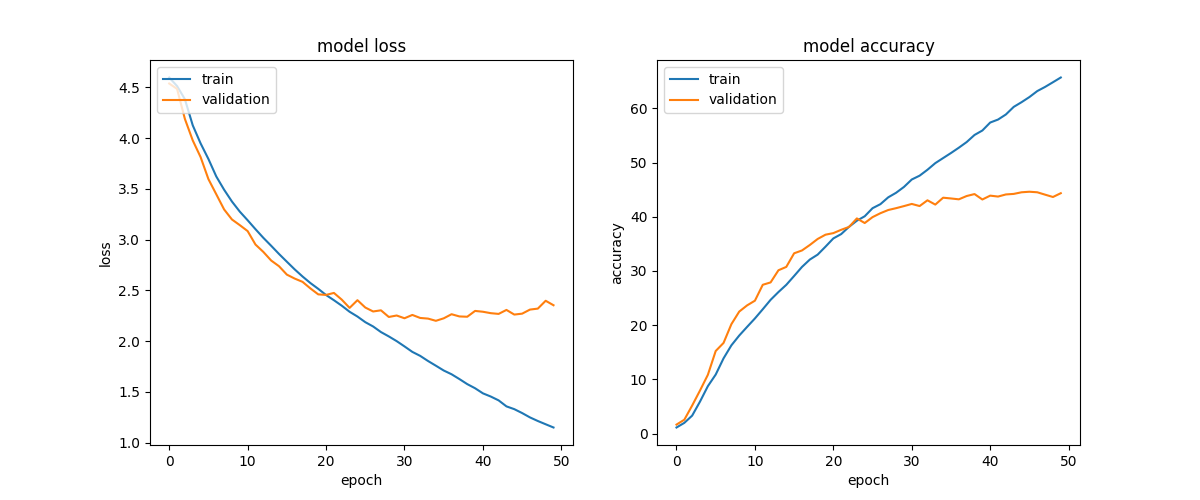 model loss
train
validation
4.5
4.0
3.5
3.0
2.5
2.0
1.5
1.0
loss
0 10 20 30 40 50
epoch
model accuracy
train
validation
60
50
40
30
20
10
0
accuracy
0 10 20 30 40 50
epoch